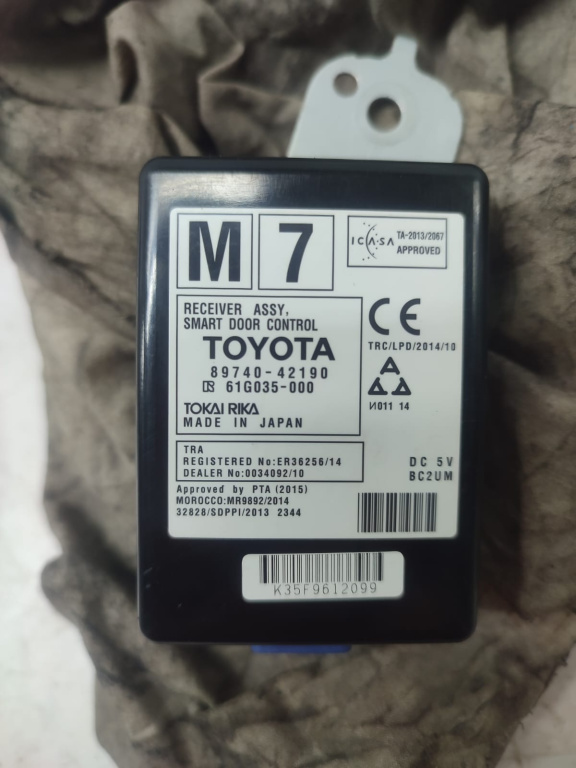 M 7
ICASA TA-2013/2067
APPROVED
RECEIVER ASSY,
SMART DOOR CONTROL
TOYOTA
89740-42190
61G035-000
TOKAI RIKA
MADE IN JAPAN
CE
TRC/LPD/2014/10
И011 14
TRA
REGISTERED No:ER36256/14
DEALER No:0034092/10
DC 5V
BC2UM
Approved by PTA (2015)
MOROCCO:MR9892/2014
32828/SDPPI/2013 2344
K35F9612099